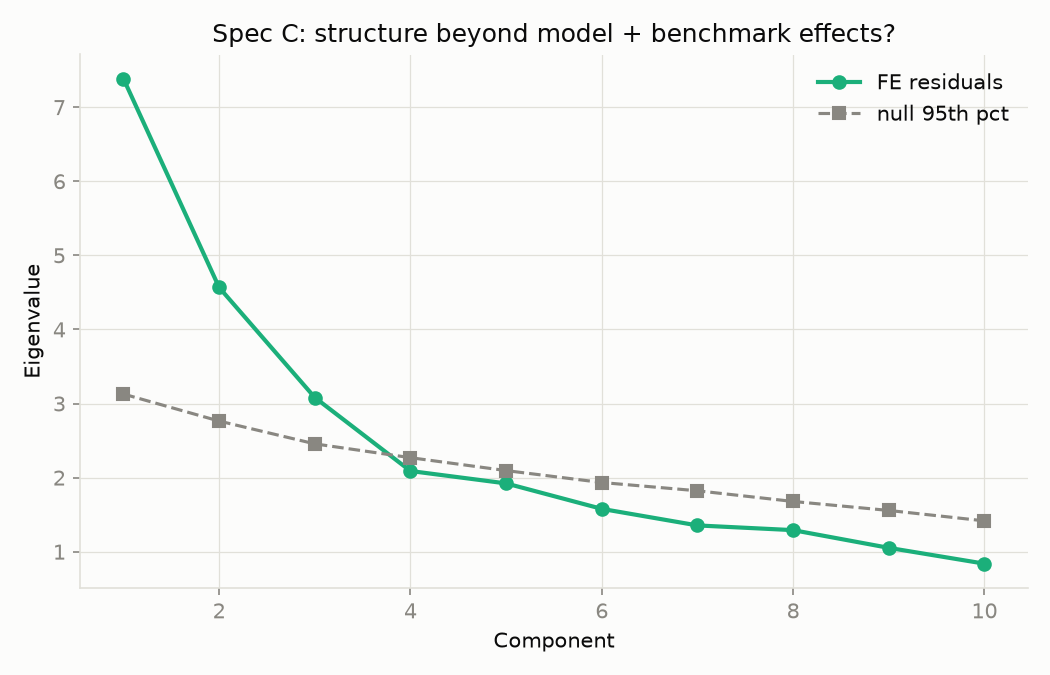 Spec C: structure beyond model + benchmark effects?
FE residuals
null 95th pct
Eigenvalue
7
6
5
4
3
2
1
2
4
6
8
10
Component